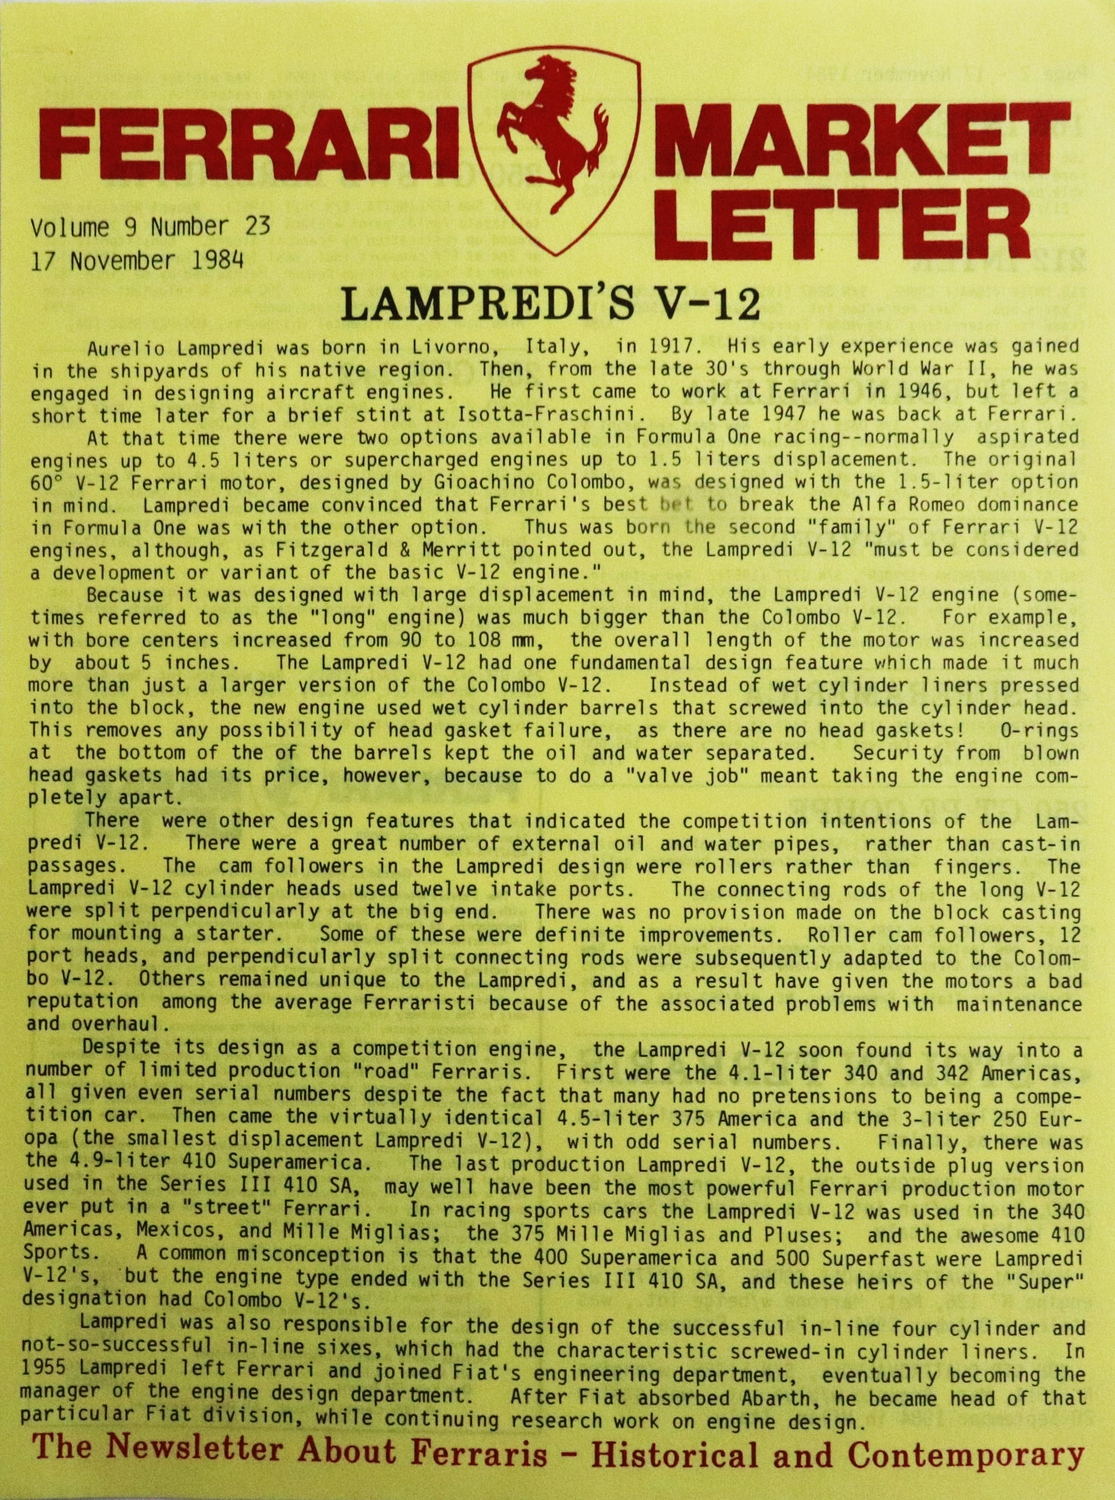 FERRARI MARKET
LETTER
Volume 9 Number 23
17 November 1984
LAMPREDI'S V-12
Aurelio Lampredi was born in Livorno, Italy, in 1917. His early experience was gained
in the shipyards of his native region. Then, from the late 30's through World War II, he was
engaged in designing aircraft engines. He first came to work at Ferrari in 1946, but left a
short time later for a brief stint at Isotta-Fraschini. By late 1947 he was back at Ferrari.
At that time there were two options available in Formula One racing--normally aspirated
engines up to 4.5 liters or supercharged engines up to 1.5 liters displacement. The original
60° V-12 Ferrari motor, designed by Gioachino Colombo, was designed with the 1.5-liter option
in mind. Lampredi became convinced that Ferrari's best bet to break the Alfa Romeo dominance
in Formula One was with the other option. Thus was born the second "family" of Ferrari V-12
engines, although, as Fitzgerald & Merritt pointed out, the Lampredi V-12 "must be considered
a development or variant of the basic V-12 engine."
Because it was designed with large displacement in mind, the Lampredi V-12 engine (some-
times referred to as the "long" engine) was much bigger than the Colombo V-12. For example,
with bore centers increased from 90 to 108 mm, the overall length of the motor was increased
by about 5 inches. The Lampredi V-12 had one fundamental design feature which made it much
more than just a larger version of the Colombo V-12. Instead of wet cylinder liners pressed
into the block, the new engine used wet cylinder barrels that screwed into the cylinder head.
This removes any possibility of head gasket failure, as there are no head gaskets! O-rings
at the bottom of the of the barrels kept the oil and water separated. Security from blown
head gaskets had its price, however, because to do a "valve job" meant taking the engine com-
pletely apart.
There were other design features that indicated the competition intentions of the Lam-
predi V-12. There were a great number of external oil and water pipes, rather than cast-in
passages. The cam followers in the Lampredi design were rollers rather than fingers. The
Lampredi V-12 cylinder heads used twelve intake ports. The connecting rods of the long V-12
were split perpendicularly at the big end. There was no provision made on the block casting
for mounting a starter. Some of these were definite improvements. Roller cam followers, 12
port heads, and perpendicularly split connecting rods were subsequently adapted to the Colom-
bo V-12. Others remained unique to the Lampredi, and as a result have given the motors a bad
reputation among the average Ferraristi because of the associated problems with maintenance
and overhaul.
Despite its design as a competition engine, the Lampredi V-12 soon found its way into a
number of limited production "road" Ferraris. First were the 4.1-liter 340 and 342 Americas,
all given even serial numbers despite the fact that many had no pretensions to being a compe-
tition car. Then came the virtually identical 4.5-liter 375 America and the 3-liter 250 Eur-
opa (the smallest displacement Lampredi V-12), with odd serial numbers. Finally, there was
the 4.9-liter 410 Superamerica. The last production Lampredi V-12, the outside plug version
used in the Series III 410 SA, may well have been the most powerful Ferrari production motor
ever put in a "street" Ferrari. In racing sports cars the Lampredi V-12 was used in the 340
Americas, Mexicos, and Mille Miglias; the 375 Mille Miglias and Pluses; and the awesome 410
Sports. A common misconception is that the 400 Superamerica and 500 Superfast were Lampredi
V-12's, but the engine type ended with the Series III 410 SA, and these heirs of the "Super"
designation had Colombo V-12's.
Lampredi was also responsible for the design of the successful in-line four cylinder and
not-so-successful in-line sixes, which had the characteristic screwed-in cylinder liners. In
1955 Lampredi left Ferrari and joined Fiat's engineering department, eventually becoming the
manager of the engine design department. After Fiat absorbed Abarth, he became head of that
particular Fiat division, while continuing research work on engine design.
The Newsletter About Ferraris - Historical and Contemporary